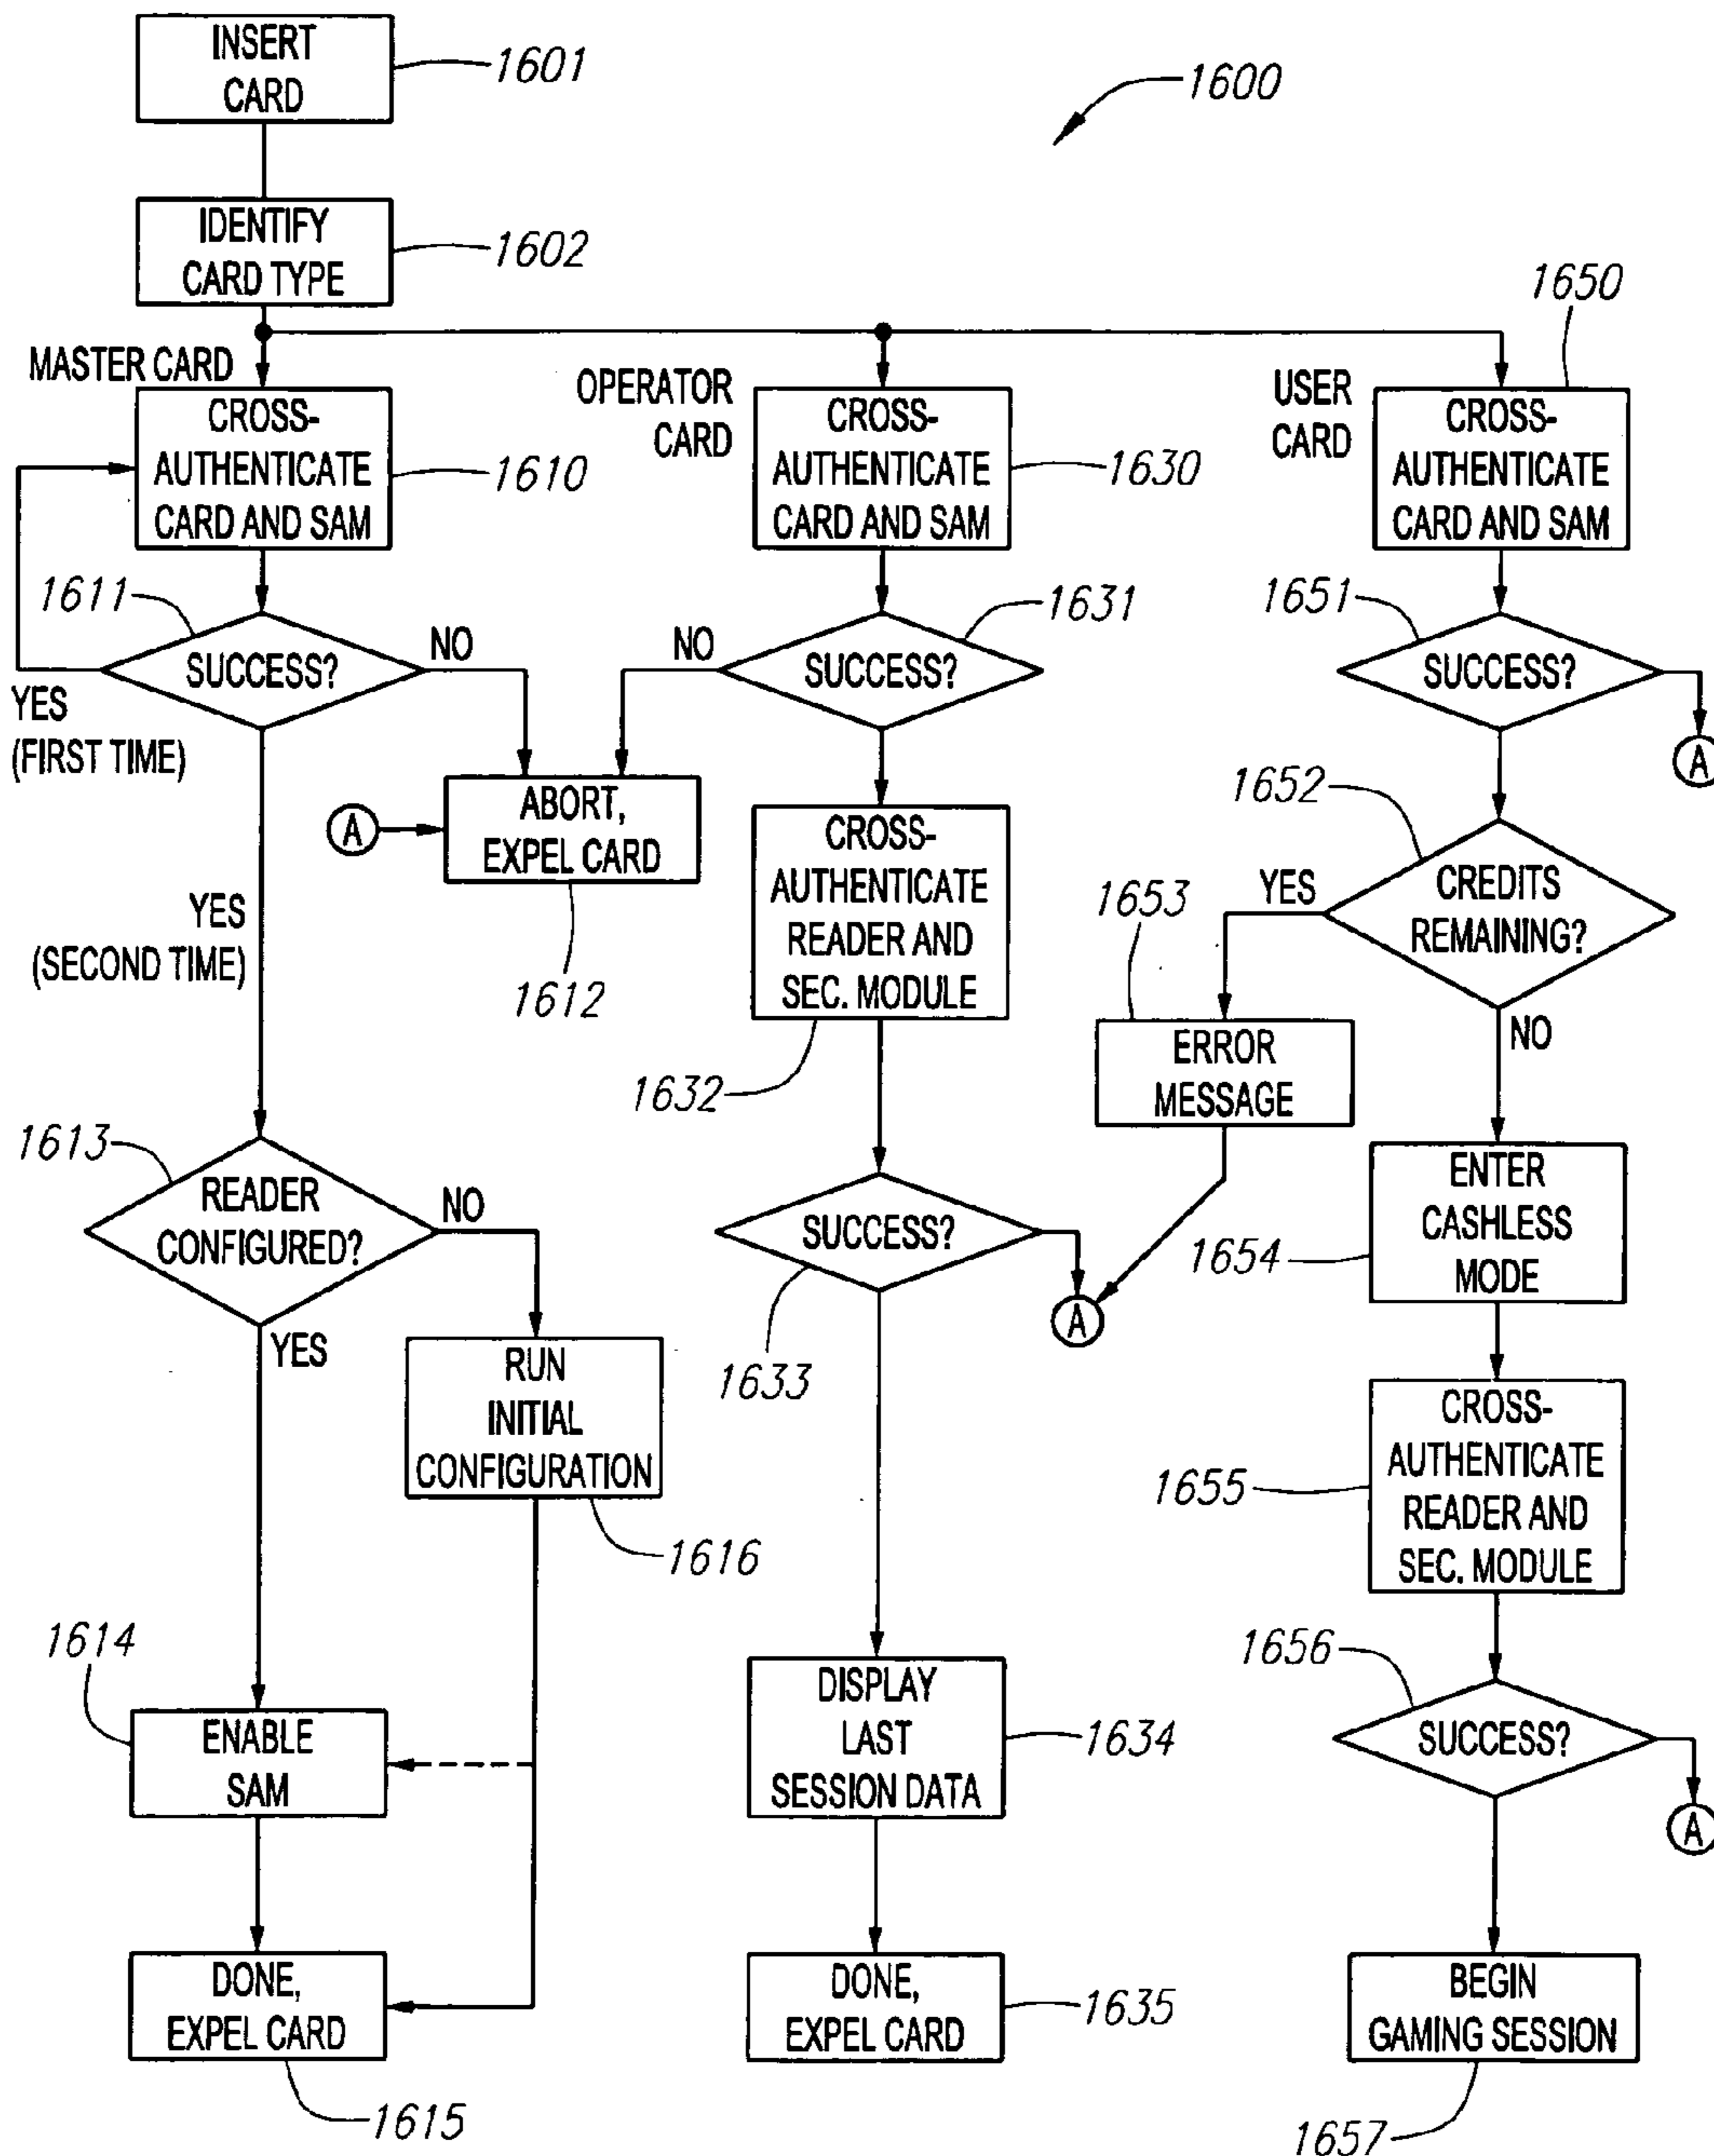 INSERT
CARD
1601
1600
IDENTIFY
CARD TYPE
1602
1650
MASTER CARD
CROSS-
AUTHENTICATE
CARD AND SAM
1610
OPERATOR
CARD
CROSS-
AUTHENTICATE
CARD AND SAM
1630
USER
CARD
CROSS-
AUTHENTICATE
CARD AND SAM
1611
SUCCESS?
NO
YES
(FIRST TIME)
NO
SUCCESS?
1631
1651
SUCCESS?
A
A
ABORT,
EXPEL CARD
1612
YES
(SECOND TIME)
CROSS-
AUTHENTICATE
READER AND
SEC. MODULE
1632
1652
CREDITS
REMAINING?
YES
NO
1653
ERROR
MESSAGE
1613
READER
CONFIGURED?
NO
YES
SUCCESS?
1633
A
ENTER
CASHLESS
MODE
1654
RUN
INITIAL
CONFIGURATION
1616
CROSS-
AUTHENTICATE
READER AND
SEC. MODULE
1655
1614
ENABLE
SAM
DISPLAY
LAST
SESSION DATA
1634
1656
SUCCESS?
A
DONE,
EXPEL CARD
1615
DONE,
EXPEL CARD
1635
BEGIN
GAMING SESSION
1657